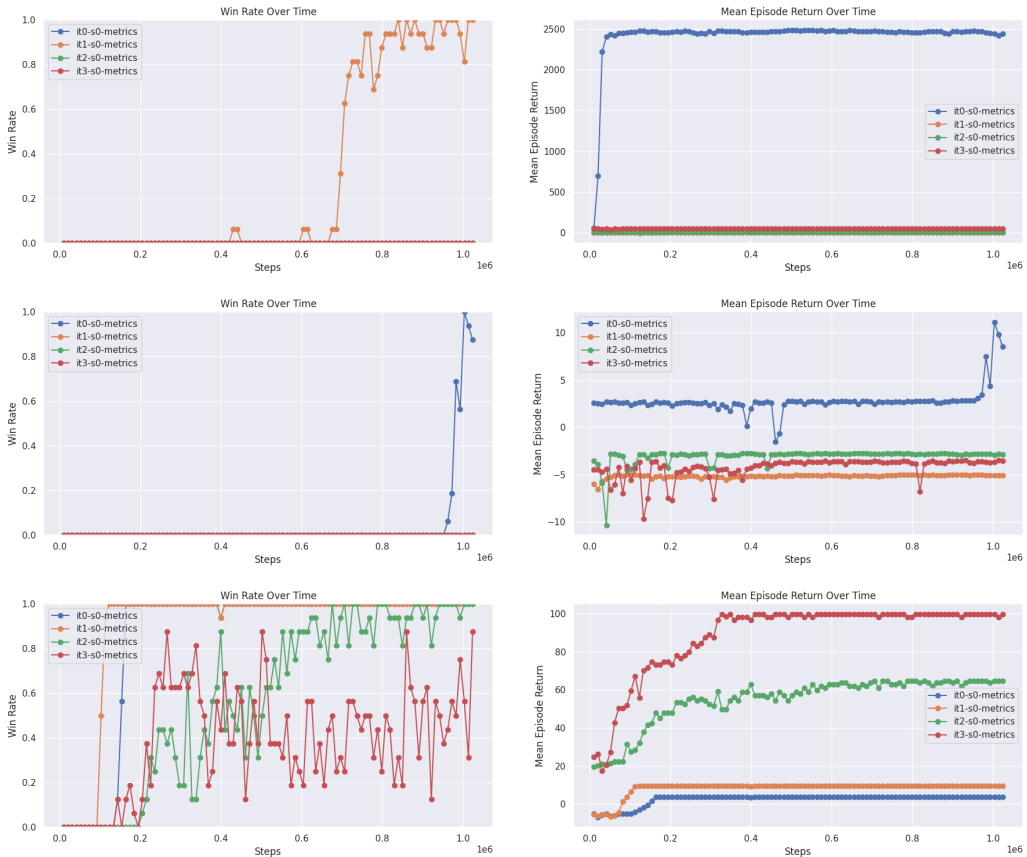 Win Rate Over Time
Win Rate
1.0
0.8
0.6
0.4
0.2
0.0
it0-s0-metrics
it1-s0-metrics
it2-s0-metrics
it3-s0-metrics
0.0 0.2 0.4 0.6 0.8 1.0
1e6
Steps
Mean Episode Return Over Time
Mean Episode Return
2500
2000
1500
1000
500
0
it0-s0-metrics
it1-s0-metrics
it2-s0-metrics
it3-s0-metrics
0.0 0.2 0.4 0.6 0.8 1.0
1e6
Steps
Win Rate Over Time
Win Rate
1.0
0.8
0.6
0.4
0.2
0.0
it0-s0-metrics
it1-s0-metrics
it2-s0-metrics
it3-s0-metrics
0.0 0.2 0.4 0.6 0.8 1.0
1e6
Steps
Mean Episode Return Over Time
Mean Episode Return
10
5
0
−5
−10
it0-s0-metrics
it1-s0-metrics
it2-s0-metrics
it3-s0-metrics
0.0 0.2 0.4 0.6 0.8 1.0
1e6
Steps
Win Rate Over Time
Win Rate
1.0
0.8
0.6
0.4
0.2
0.0
it0-s0-metrics
it1-s0-metrics
it2-s0-metrics
it3-s0-metrics
0.0 0.2 0.4 0.6 0.8 1.0
1e6
Steps
Mean Episode Return Over Time
Mean Episode Return
100
80
60
40
20
0
it0-s0-metrics
it1-s0-metrics
it2-s0-metrics
it3-s0-metrics
0.0 0.2 0.4 0.6 0.8 1.0
1e6
Steps